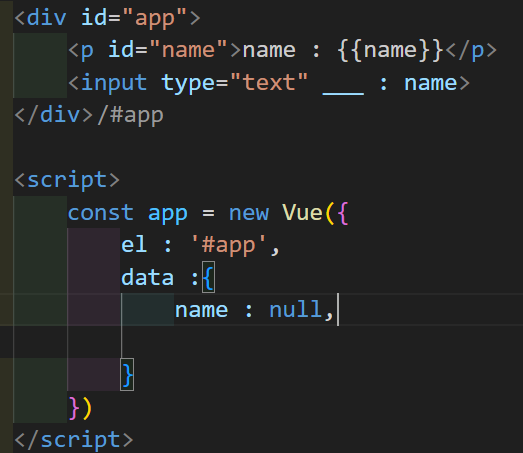 <div id="app">
<p id="name">name : {{name}}</p>
<input type="text" ___ : name>
</div>/#app
<script>
const app = new Vue({
el : '#app',
data :{
name : null,
}
})
</script>